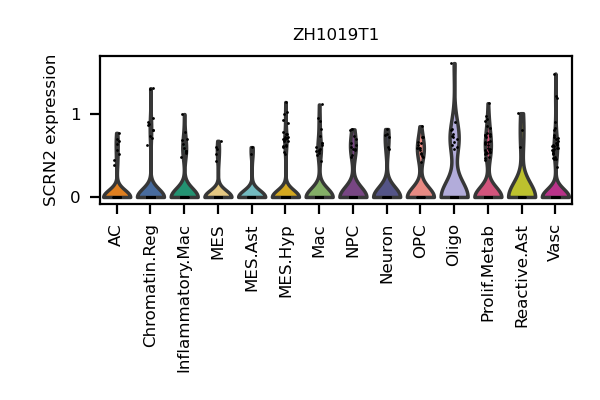 ZH1019T1
SCRN2 expression
1
0
AC
Chromatin.Reg
Inflammatory.Mac
MES
MES.Ast
MES.Hyp
Mac
NPC
Neuron
OPC
Oligo
Prolif.Metab
Reactive.Ast
Vasc